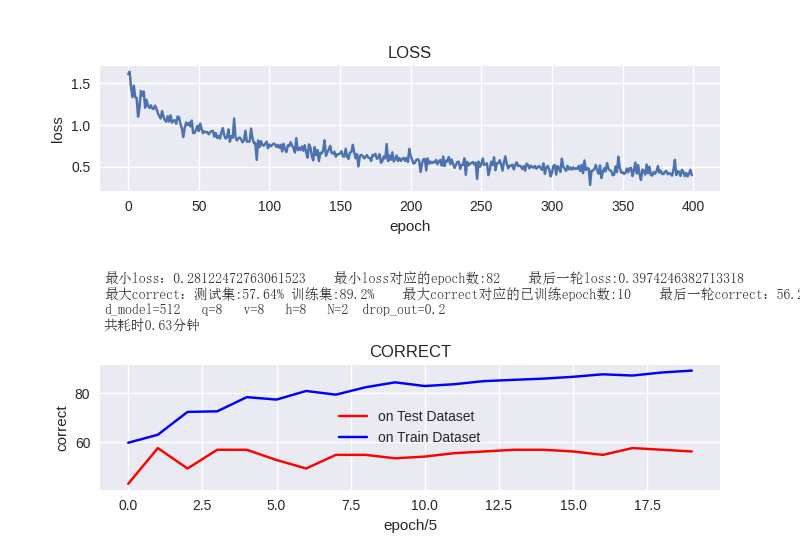 LOSS
1.5
1.0
0.5
loss
0 50 100 150 200 250 300 350 400
epoch
最小loss：0.28122472763061523 最小loss对应的epoch数:82 最后一轮loss:0.3974246382713318
最大correct：测试集:57.64% 训练集:89.2% 最大correct对应的已训练epoch数:10 最后一轮correct：56.2
d_model=512 q=8 v=8 h=8 N=2 drop_out=0.2
共耗时0.63分钟
CORRECT
80
60
correct
on Test Dataset
on Train Dataset
0.0 2.5 5.0 7.5 10.0 12.5 15.0 17.5
epoch/5